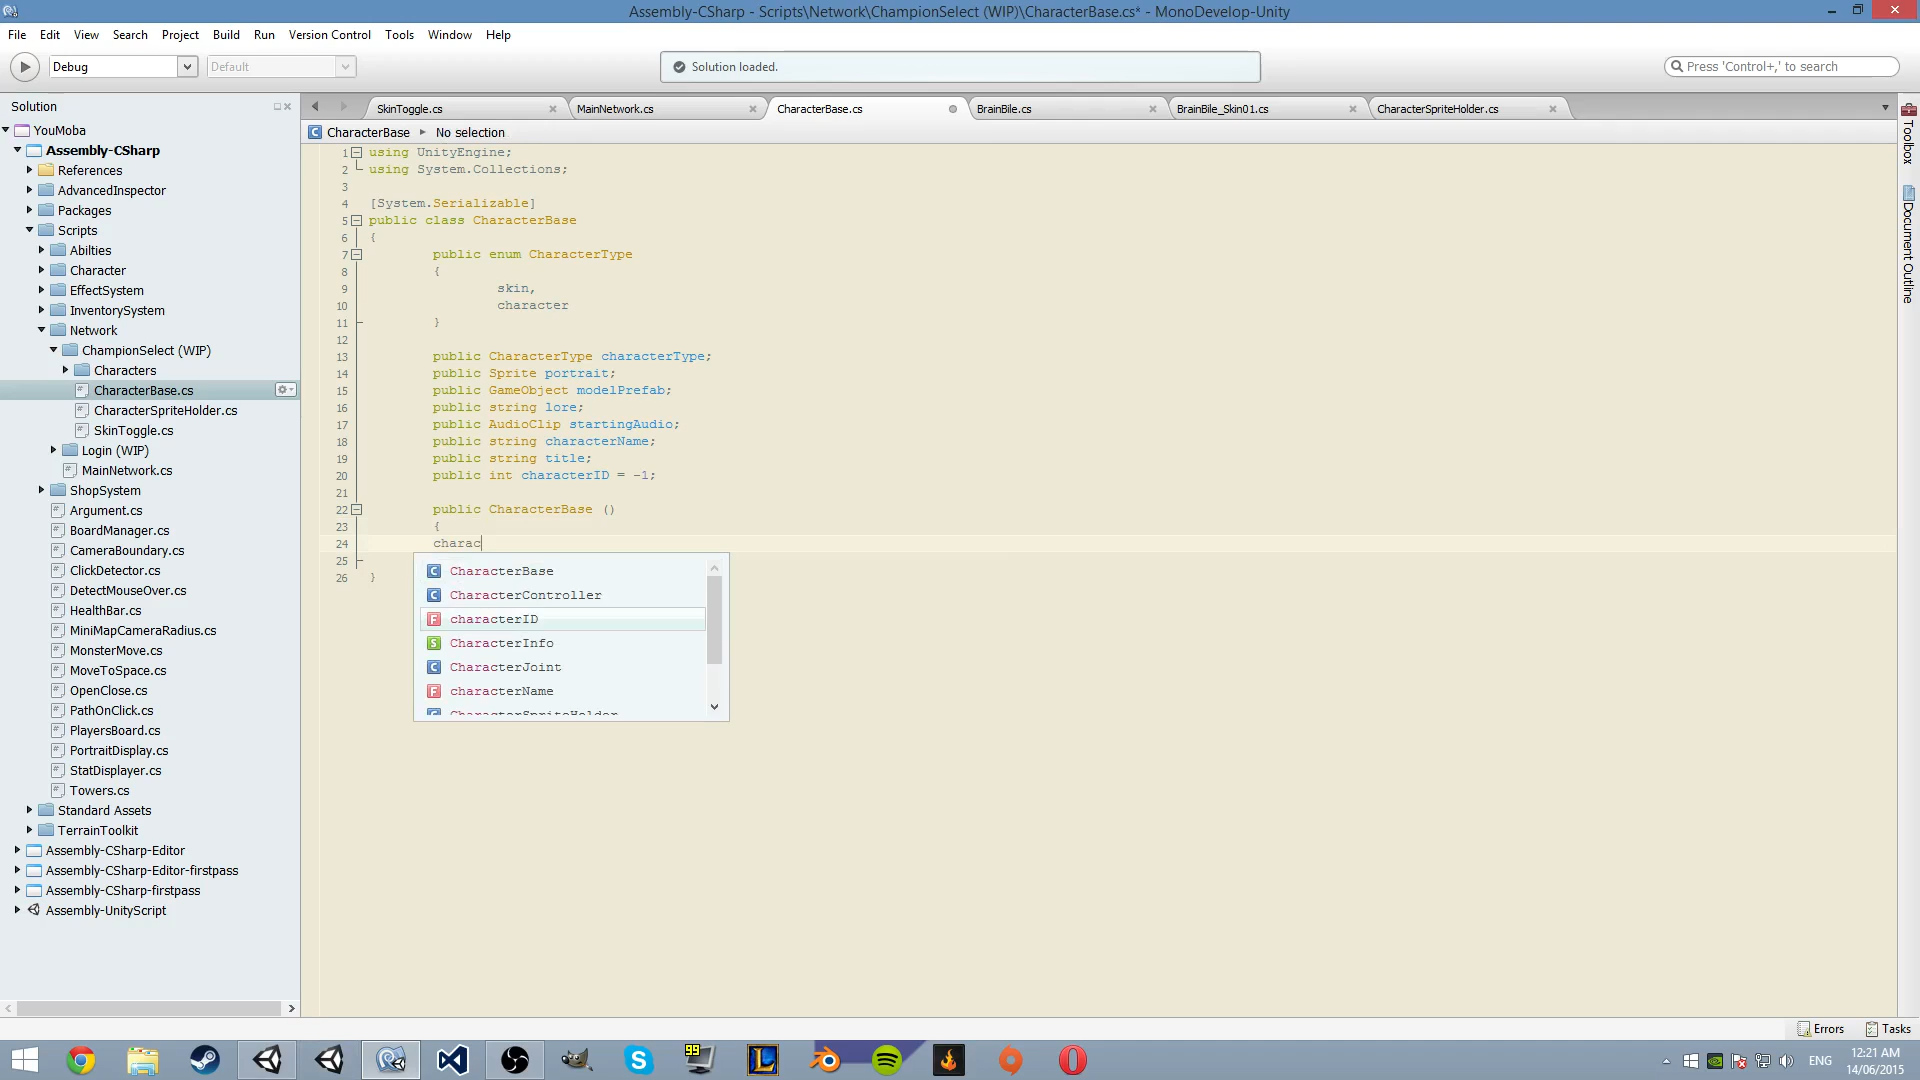 Assembly-CSharp - Scripts\Network\ChampionSelect (WIP)\CharacterBase.cs* - MonoDevelop-Unity
File Edit View Search Project Build Run Version Control Tools Window Help
Debug Default Solution loaded. Press 'Control+,' to search
Solution
YouMoba
Assembly-CSharp
References
AdvancedInspector
Packages
Scripts
Abilties
Character
EffectSystem
InventorySystem
Network
ChampionSelect (WIP)
Characters
CharacterBase.cs
CharacterSpriteHolder.cs
SkinToggle.cs
Login (WIP)
MainNetwork.cs
ShopSystem
Argument.cs
BoardManager.cs
CameraBoundary.cs
ClickDetector.cs
DetectMouseOver.cs
HealthBar.cs
MiniMapCameraRadius.cs
MonsterMove.cs
MoveToSpace.cs
OpenClose.cs
PathOnClick.cs
PlayersBoard.cs
PortraitDisplay.cs
StatDisplayer.cs
Towers.cs
Standard Assets
TerrainToolkit
Assembly-CSharp-Editor
Assembly-CSharp-Editor-firstpass
Assembly-CSharp-firstpass
Assembly-UnityScript
SkinToggle.cs MainNetwork.cs CharacterBase.cs BrainBile.cs BrainBile_Skin01.cs CharacterSpriteHolder.cs
CharacterBase No selection
1 using UnityEngine;
2 using System.Collections;
3
4 [System.Serializable]
5 public class CharacterBase
6 {
7 public enum CharacterType
8 {
9 skin,
10 character
11 }
12
13 public CharacterType characterType;
14 public Sprite portrait;
15 public GameObject modelPrefab;
16 public string lore;
17 public AudioClip startingAudio;
18 public string characterName;
19 public string title;
20 public int characterID = -1;
21
22 public CharacterBase ()
23 {
24 charac
25
26 }
CharacterBase
CharacterController
characterID
CharacterInfo
CharacterJoint
characterName
CharacterSpriteHolder
Toolbox
Document Outline
Errors Tasks
99
ENG
12:21 AM
14/06/2015